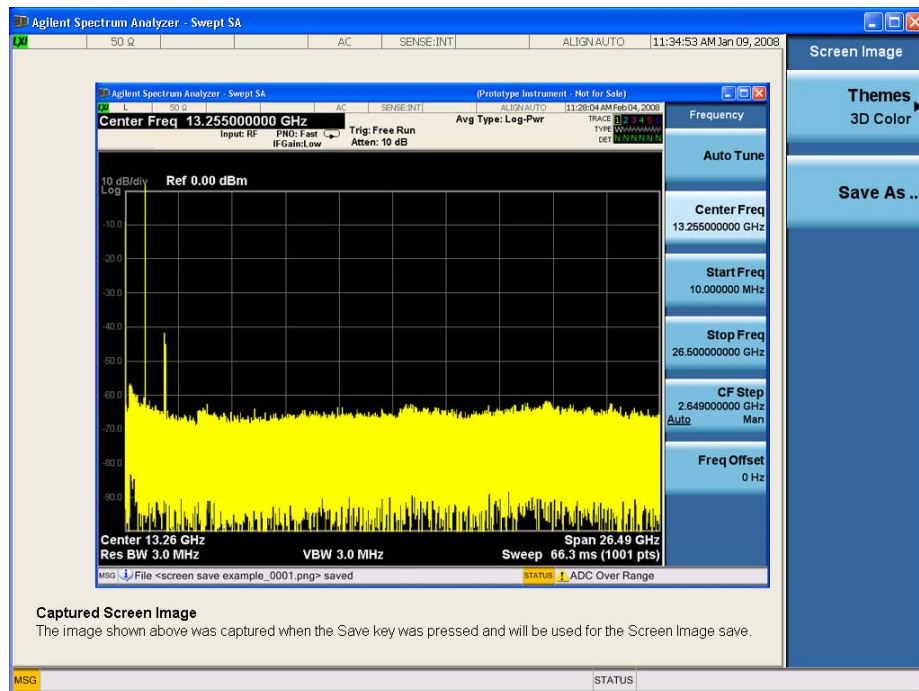 Agilent Spectrum Analyzer - Swept SA
LXI
50 Ω
AC
SENSE:INT
ALIGN AUTO
11:34:53 AM Jan 09, 2008
Screen Image
Themes
3D Color
Save As ..
Agilent Spectrum Analyzer - Swept SA
(Prototype Instrument - Not for Sale)
LXI
L
50 Ω
AC
SENSE:INT
ALIGN AUTO
11:28:04 AM Feb 04, 2008
Center Freq 13.255000000 GHz
Input: RF
PNO: Fast
IFGain:Low
Trig: Free Run
Atten: 10 dB
Avg Type: Log-Pwr
TRACE 1 2 3 4 5 6
TYPE
DET N N N N N N
Frequency
Auto Tune
Center Freq
13.255000000 GHz
Start Freq
10.000000 MHz
Stop Freq
26.500000000 GHz
CF Step
2.649000000 GHz
Auto Man
Freq Offset
0 Hz
10 dB/div
Log
Ref 0.00 dBm
-10.0
-20.0
-30.0
-40.0
-50.0
-60.0
-70.0
-80.0
-90.0
Center 13.26 GHz
Span 26.49 GHz
Res BW 3.0 MHz
VBW 3.0 MHz
Sweep 66.3 ms (1001 pts)
MSG
File <screen save example_0001.png> saved
STATUS
ADC Over Range
Captured Screen Image
The image shown above was captured when the Save key was pressed and will be used for the Screen Image save.
MSG
STATUS